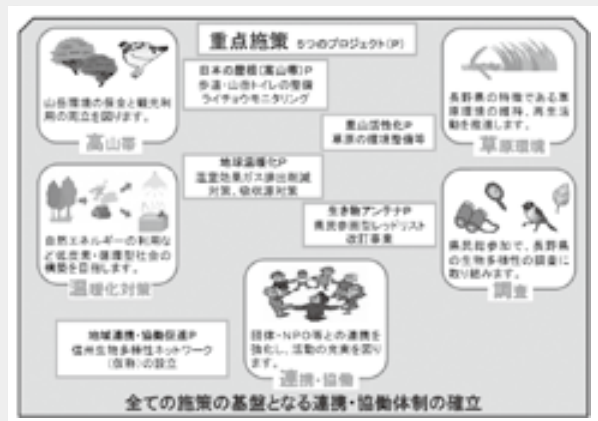 重点施策 5つのプロジェクト(P)
山岳環境の保全と観光利
用の両立を図ります。
高山帯
日本の屋根(高山帯)P
歩道・山岳トイレの整備
ライチョウモニタリング
長野県の特徴である草
原環境の維持、再生活
動を推進します。
草原環境
里山活性化P
草原の環境整備等
地球温暖化P
温室効果ガス排出削減
対策、吸収源対策
自然エネルギーの利用な
ど低炭素・循環型社会の
構築を目指します。
温暖化対策
生き物アンテナP
県民参画型レッドリスト
改訂事業
県民総参加で、長野県
の生物多様性の調査に
取り組みます。
調査
地域連携・協働促進P
信州生物多様性ネットワーク
(仮称)の設立
団体・NPO等との連携を
強化し、活動の充実を図り
ます。
連携・協働
全ての施策の基盤となる連携・協働体制の確立